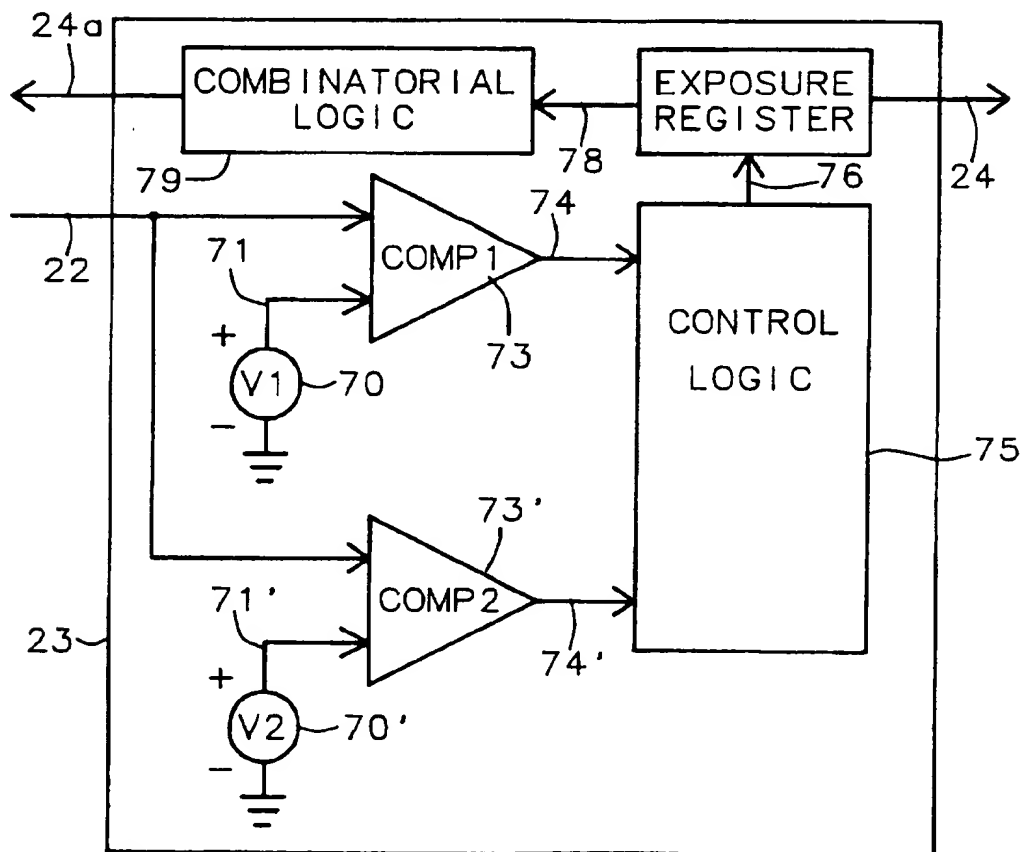 24a
COMBINATORIAL
LOGIC
EXPOSURE
REGISTER
79
78
76
24
22
71
COMP1
74
73
+
V1
70
-
CONTROL
LOGIC
75
73'
COMP2
71'
74'
23
+
V2
70'
-